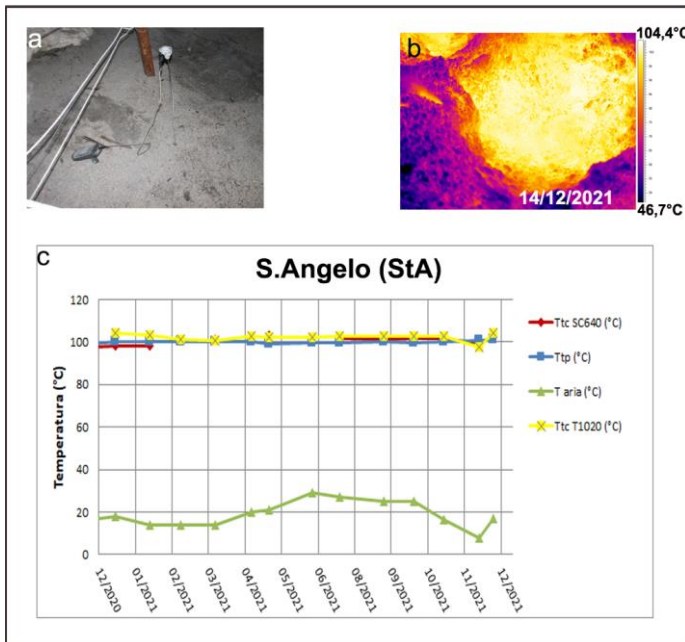 a
b
104,4°C
14/12/2021
46,7°C
c
S.Angelo (StA)
Temperatura (°C)
120
100
80
60
40
20
0
12/2020
01/2021
02/2021
03/2021
04/2021
05/2021
06/2021
07/2021
08/2021
09/2021
10/2021
11/2021
12/2021
Ttc SC640 (°C)
Ttp (°C)
T aria (°C)
Ttc T1020 (°C)